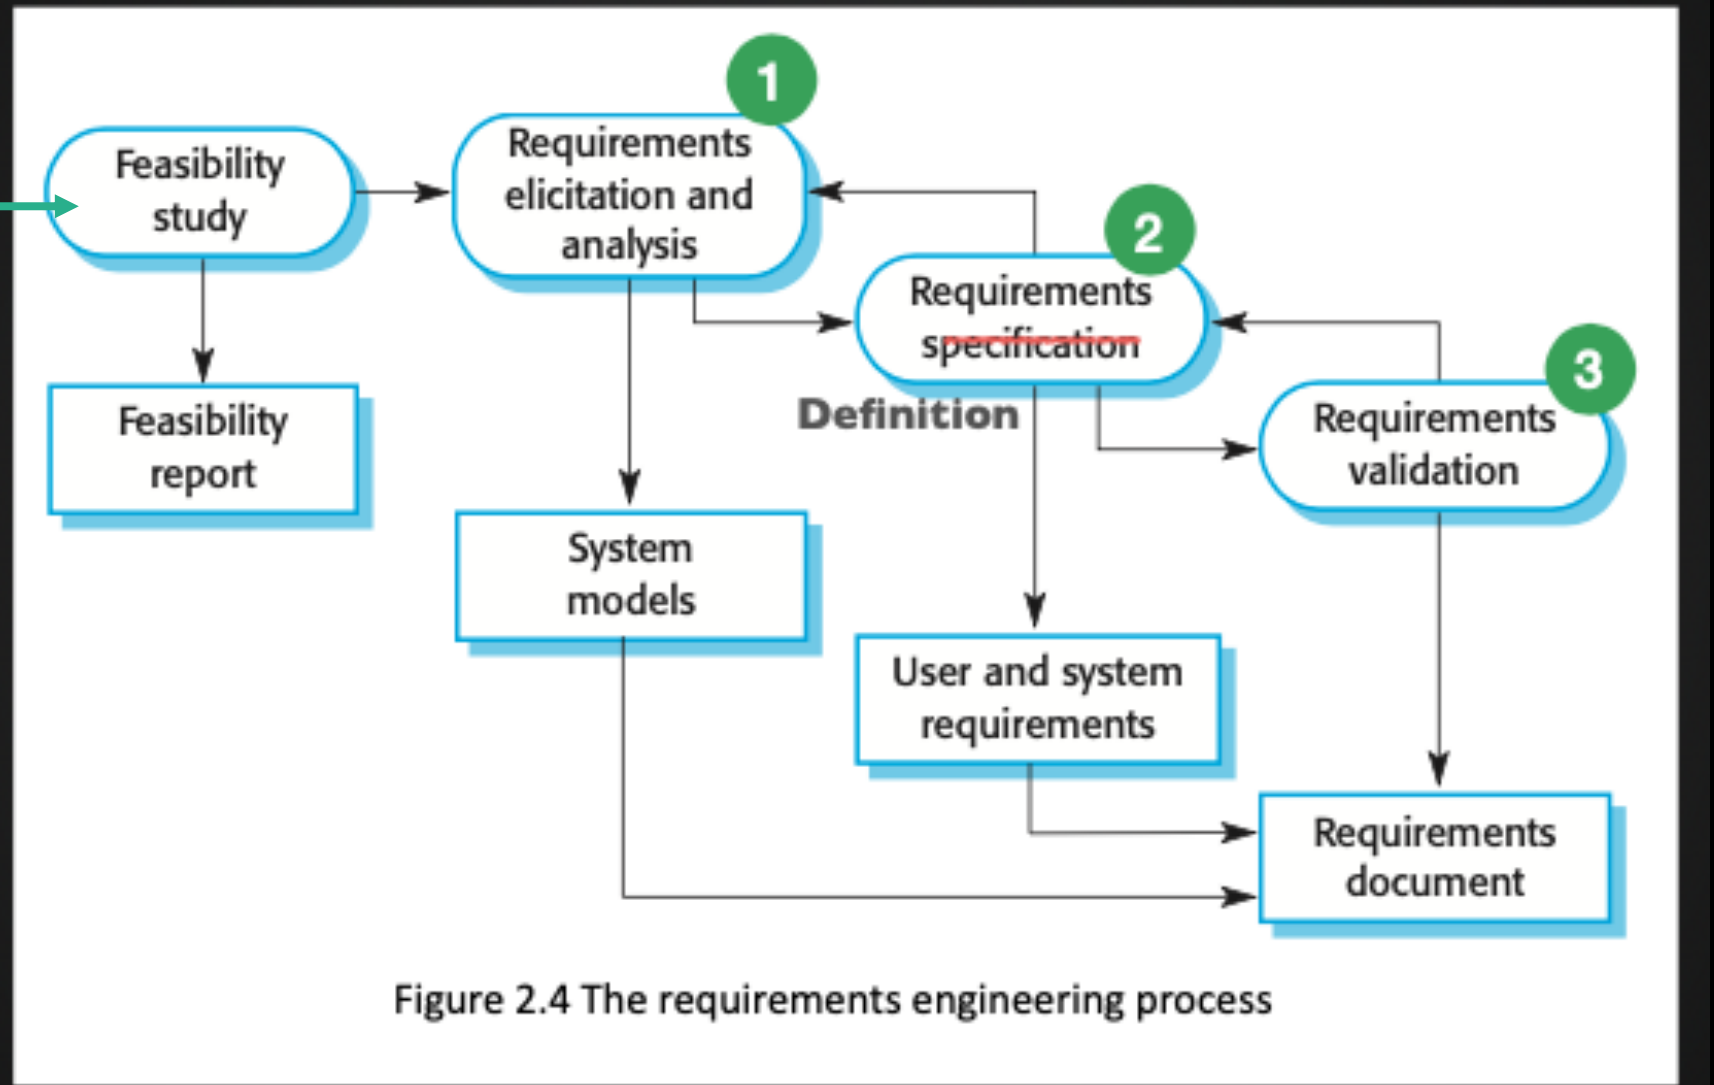 1
Feasibility
study
Requirements
elicitation and
analysis
2
Requirements
specification
Definition
3
Requirements
validation
Feasibility
report
System
models
User and system
requirements
Requirements
document
Figure 2.4 The requirements engineering process